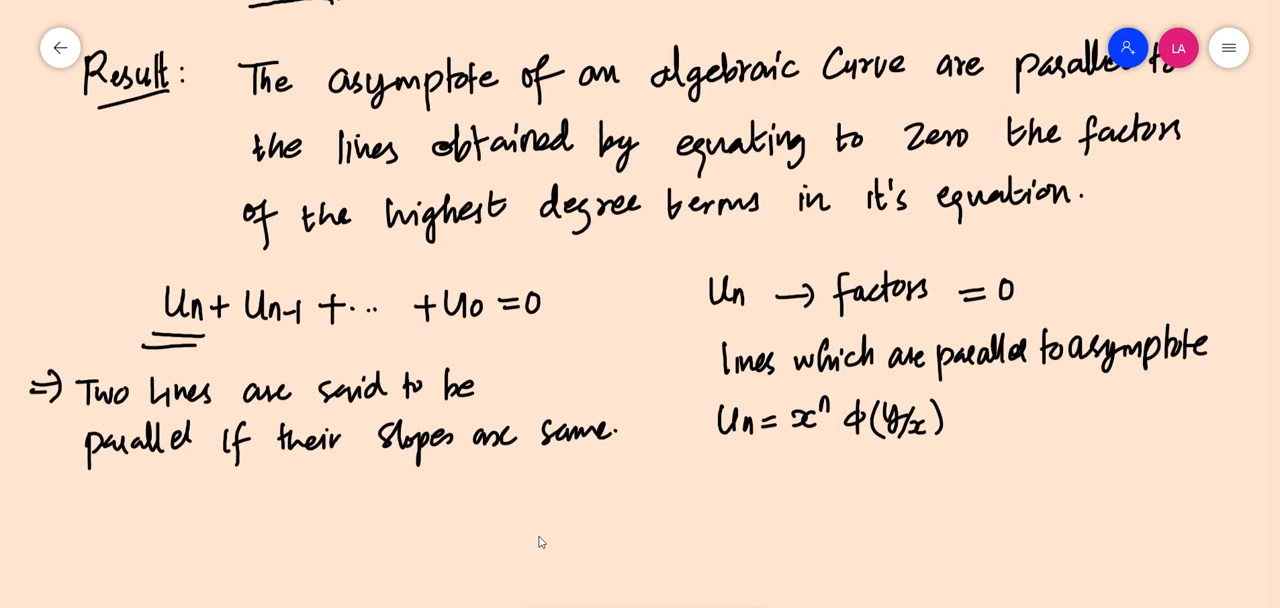 Result: The asymptote of an algebraic Curve are parallel to
LA
the lines obtained by equating to zero the factors
of the highest degree terms in it's equation.
Un + Un-1 + ... + U0 = 0
Un → factors = 0
lines which are parallel to asymptote
Un = x^n ϕ(y/x)
⇒ Two lines are said to be
parallel if their slopes are same.